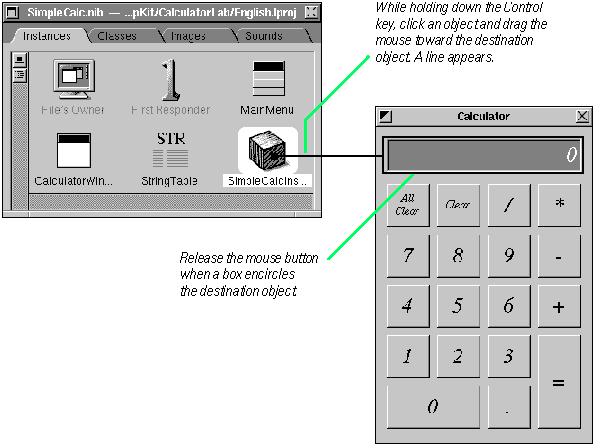 SimpleCalc.nib — ...pKit/CalculatorLab/English.lproj
Instances Classes Images Sounds
File's Owner First Responder MainMenu
STR
CalculatorWin... StringTable SimpleCalcIns...
While holding down the Control
key, click an object and drag the
mouse toward the destination
object. A line appears.
Calculator
0
All
Clear
Clear / *
7 8 9 -
4 5 6 +
1 2 3
=
0 .
Release the mouse button
when a box encircles
the destination object.